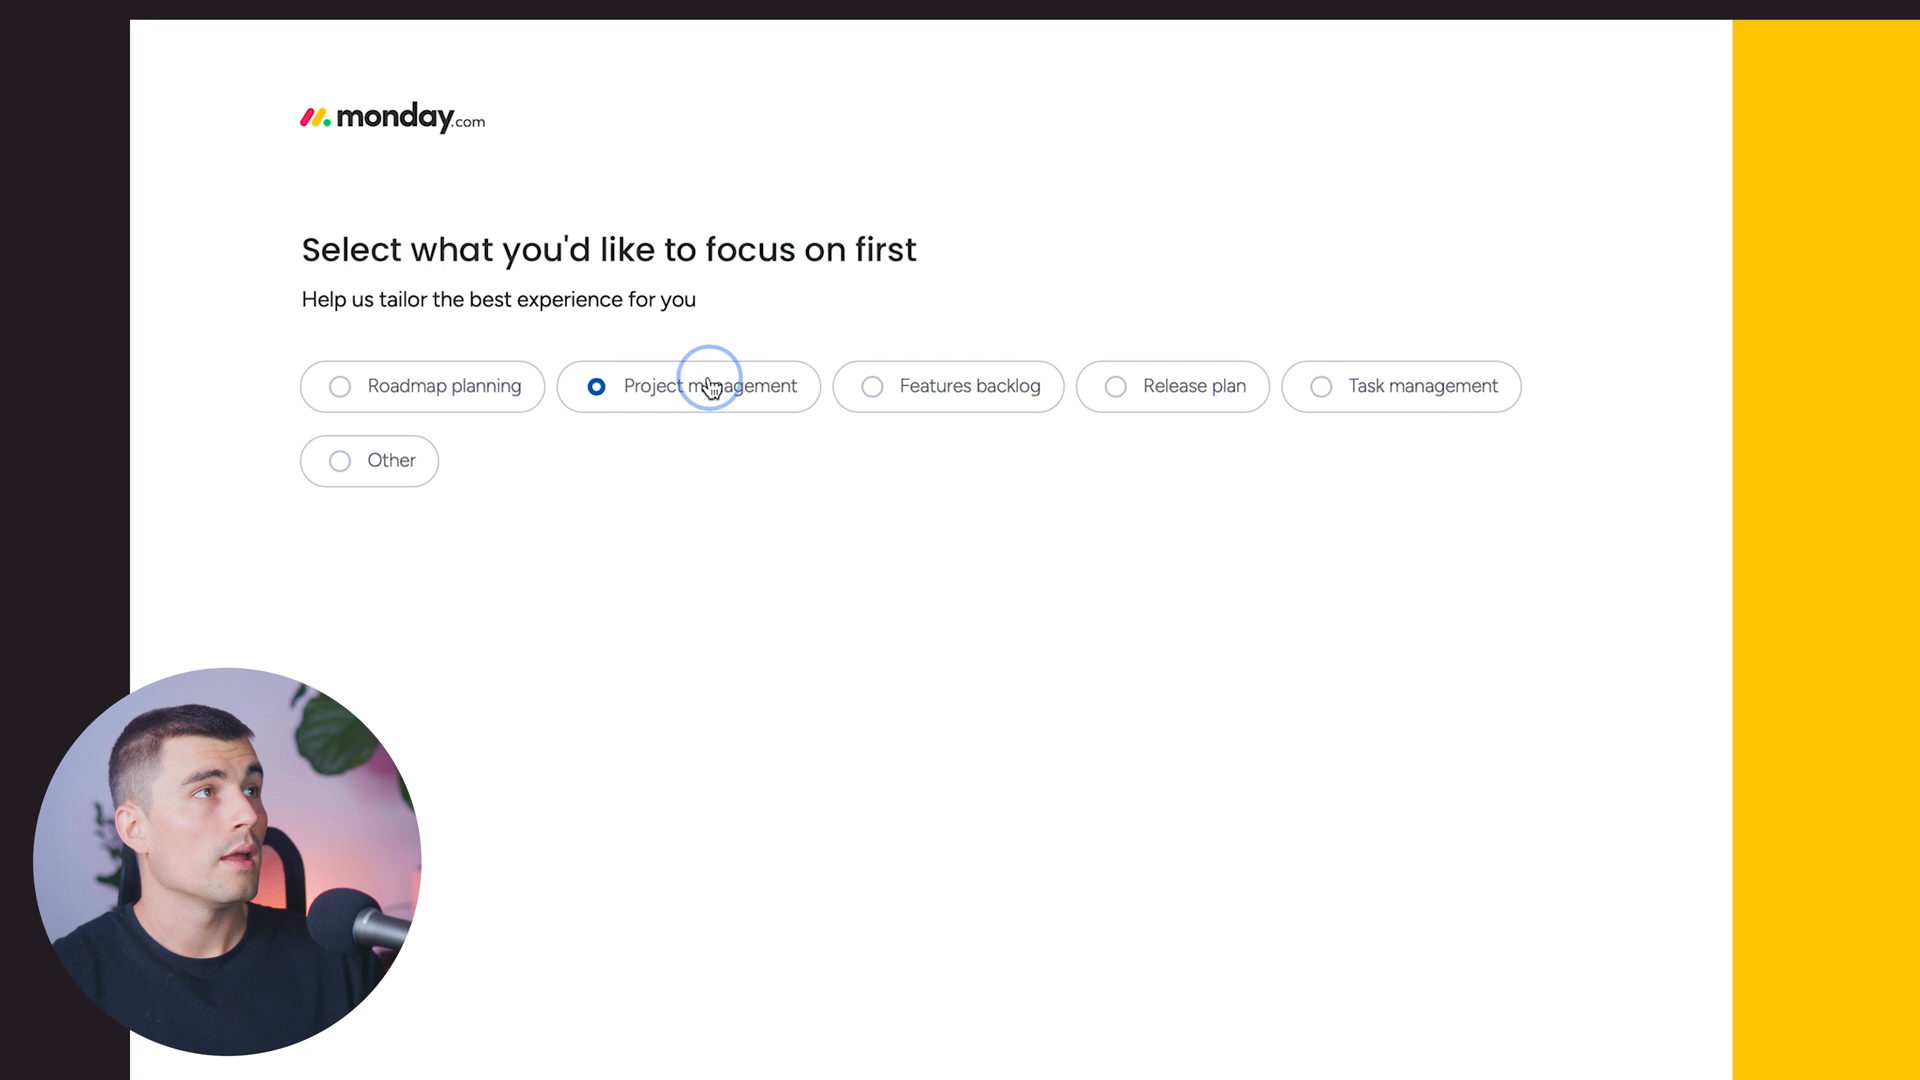 monday.com
Select what you'd like to focus on first
Help us tailor the best experience for you
Roadmap planning
Project management
Features backlog
Release plan
Task management
Other